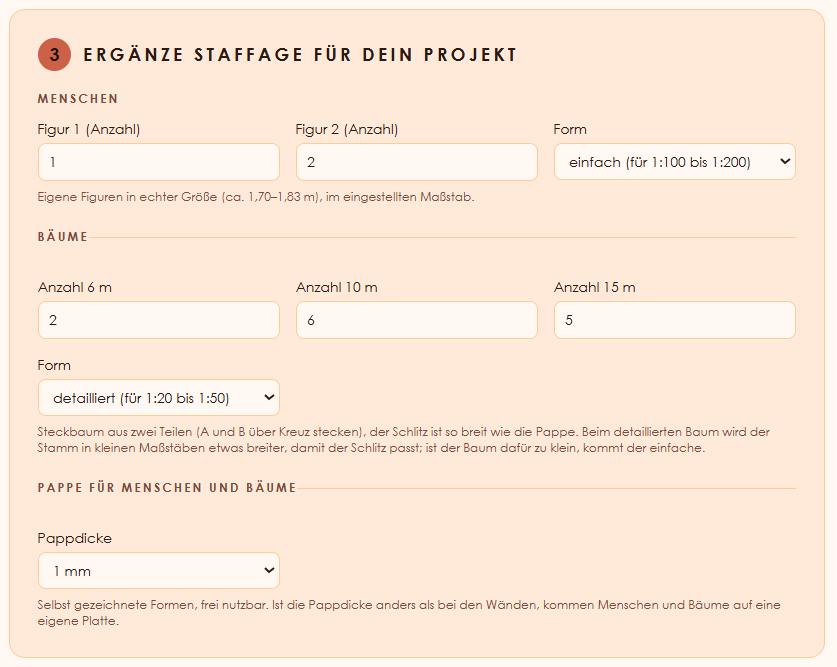 3 ERGÄNZE STAFFAGE FÜR DEIN PROJEKT
MENSCHEN
Figur 1 (Anzahl) Figur 2 (Anzahl) Form
1 2 einfach (für 1:100 bis 1:200)
Eigene Figuren in echter Größe (ca. 1,70–1,83 m), im eingestellten Maßstab.
BÄUME
Anzahl 6 m Anzahl 10 m Anzahl 15 m
2 6 5
Form
detailliert (für 1:20 bis 1:50)
Steckbaum aus zwei Teilen (A und B über Kreuz stecken), der Schlitz ist so breit wie die Pappe. Beim detaillierten Baum wird der
Stamm in kleinen Maßstäben etwas breiter, damit der Schlitz passt; ist der Baum dafür zu klein, kommt der einfache.
PAPPE FÜR MENSCHEN UND BÄUME
Pappdicke
1 mm
Selbst gezeichnete Formen, frei nutzbar. Ist die Pappdicke anders als bei den Wänden, kommen Menschen und Bäume auf eine
eigene Platte.